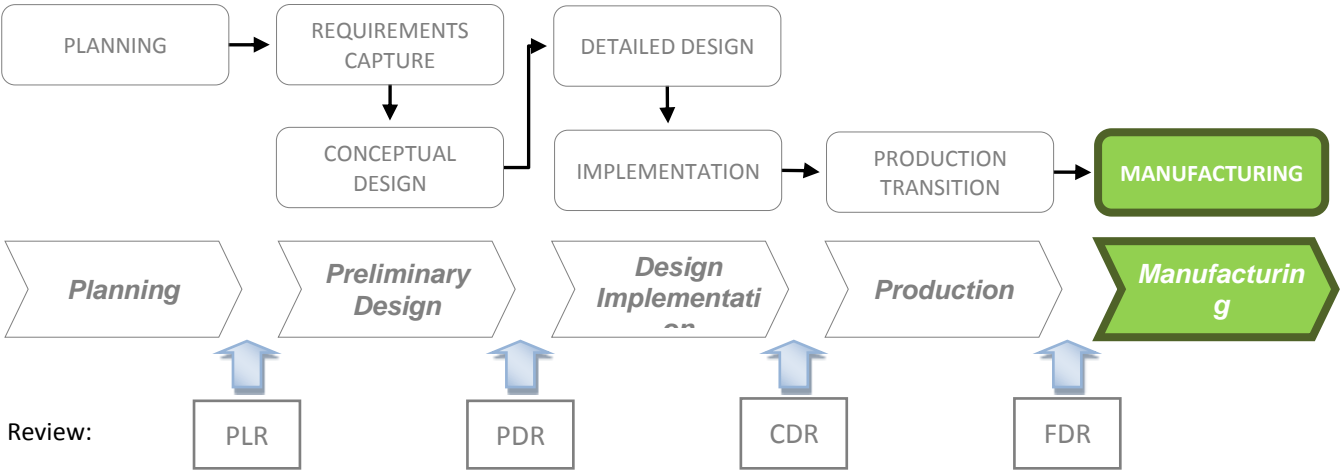 PLANNING
REQUIREMENTS
CAPTURE
DETAILED DESIGN
CONCEPTUAL
DESIGN
IMPLEMENTATION
PRODUCTION
TRANSITION
MANUFACTURING
Planning
Preliminary
Design
Design
Implementati
on
Production
Manufacturin
g
Review:
PLR
PDR
CDR
FDR